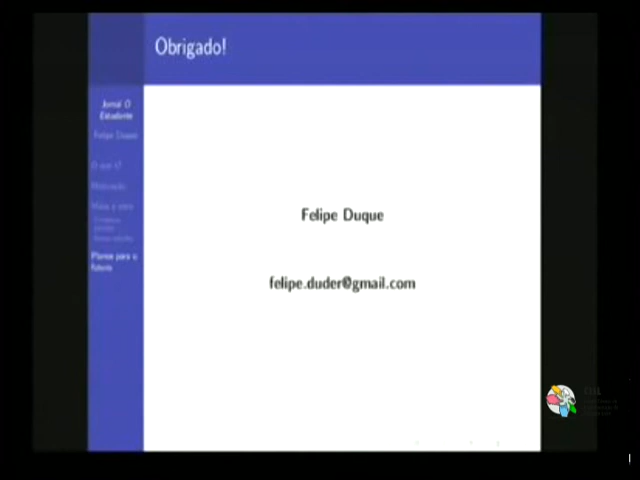 Obrigado!
Jornal O
Estudante
Felipe Duque
O que é?
Motivação
Planos para o
futuro
Felipe Duque
felipe.duder@gmail.com